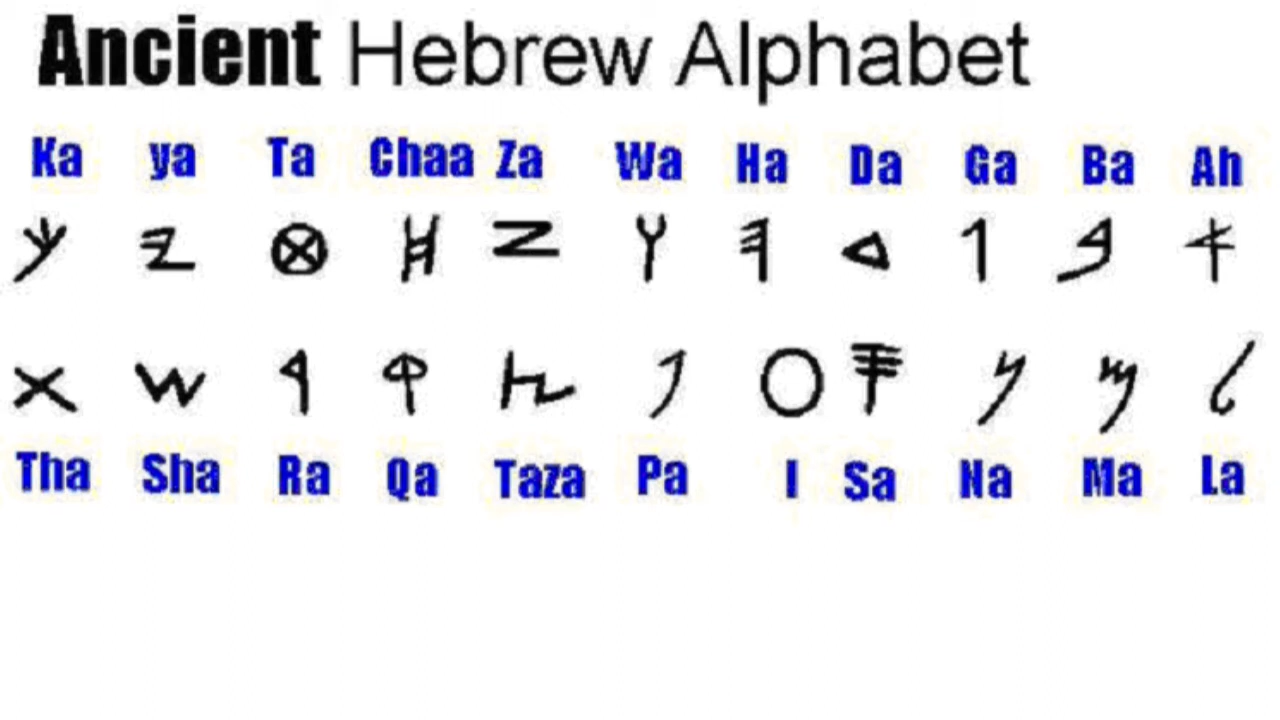 Ancient Hebrew Alphabet
Ka ya Ta Chaa Za Wa Ha Da Ga Ba Ah
𐤊 𐤉 𐤈 𐤇 𐤆 𐤅 𐤄 𐤃 𐤂 𐤁 𐤀
𐤕 𐤔 𐤓 𐤒 𐤑 𐤐 𐤏 𐤎 𐤍 𐤌 𐤋
Tha Sha Ra Qa Taza Pa I Sa Na Ma La